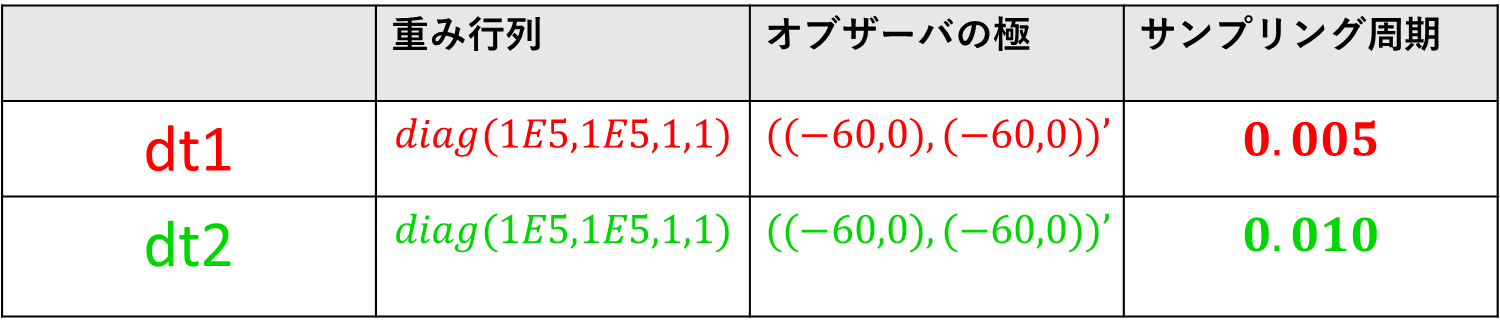 重み行列 オブザーバの極 サンプリング周期
dt1 diag(1E5,1E5,1,1) ((−60,0),(−60,0))’ 0.005
dt2 diag(1E5,1E5,1,1) ((−60,0),(−60,0))’ 0.010